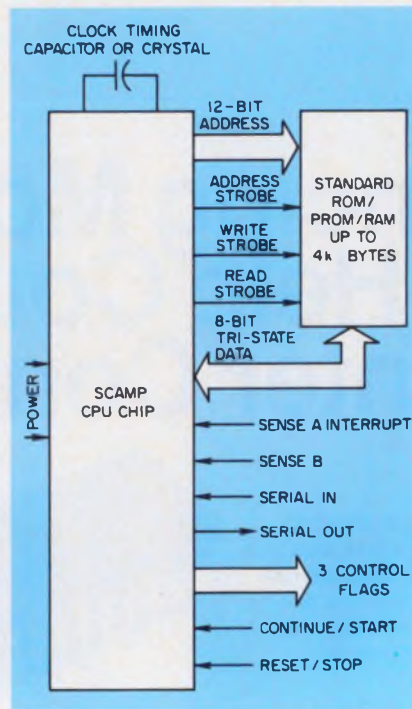 CLOCK TIMING
CAPACITOR OR CRYSTAL
12-BIT
ADDRESS
ADDRESS
STROBE
WRITE
STROBE
READ
STROBE
8-BIT
TRI-STATE
DATA
STANDARD
ROM/
PROM/RAM
UP TO
4k BYTES
POWER
SCAMP
CPU CHIP
SENSE A INTERRUPT
SENSE B
SERIAL IN
SERIAL OUT
3 CONTROL
FLAGS
CONTINUE/START
RESET/STOP